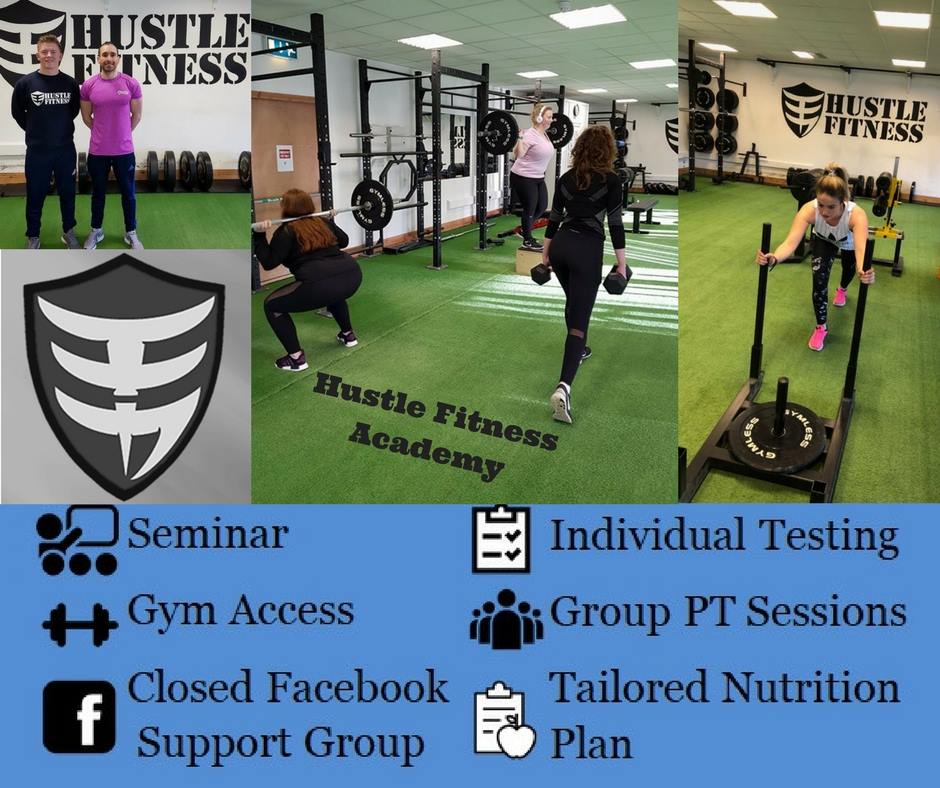 HUSTLE
FITNESS
HUSTLE
FITNESS
GYMLESS
HUSTLE
FITNESS
GYMLESS
GYMLESS
Hustle Fitness
Academy
Seminar
Individual Testing
Gym Access
Group PT Sessions
Closed Facebook
Support Group
f
Tailored Nutrition
Plan